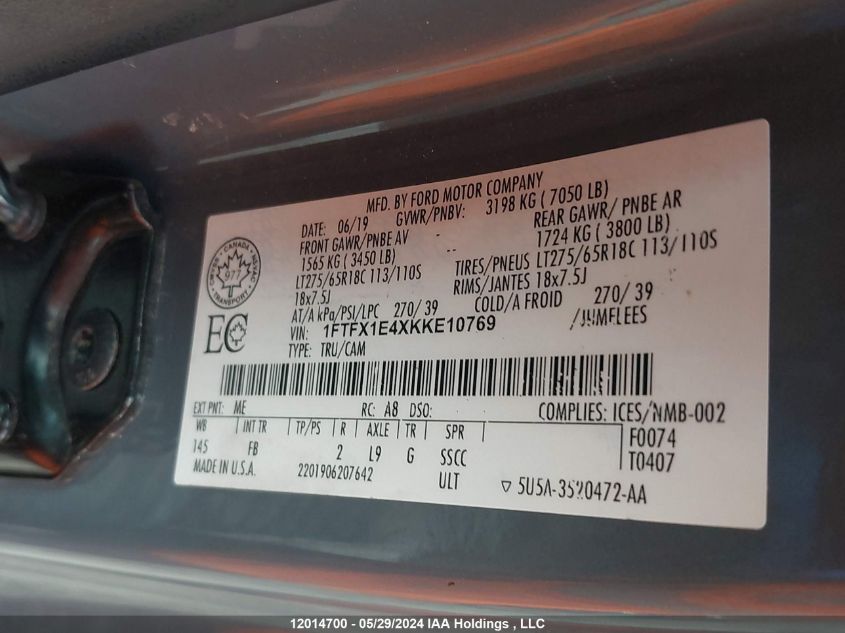 MFD. BY FORD MOTOR COMPANY
DATE: 06/19 GVWR/PNBV: 3198 KG ( 7050 LB)
FRONT GAWR/PNBE AV -- REAR GAWR/ PNBE AR
1565 KG ( 3450 LB) -- 1724 KG ( 3800 LB)
LT275/65R18C 113/110S TIRES/PNEUS LT275/65R18C 113/110S
18x7.5J RIMS/JANTES 18x7.5J
AT/A kPa/PSI/LPC 270/ 39 COLD/A FROID 270/ 39
VIN: 1FTFX1E4XKKE10769 /JUMELEES
TYPE: TRU/CAM
CANADA
977
TRANSPORT
EC
EXT PNT: ME RC: A8 DSO: COMPLIES: ICES/NMB-002
WB INT TR TP/PS R AXLE TR SPR F0074
145 FB 2 L9 G SSCC T0407
MADE IN U.S.A. 2201906207642 ULT ▽ 5U5A-3520472-AA
12014700 - 05/29/2024 IAA Holdings , LLC